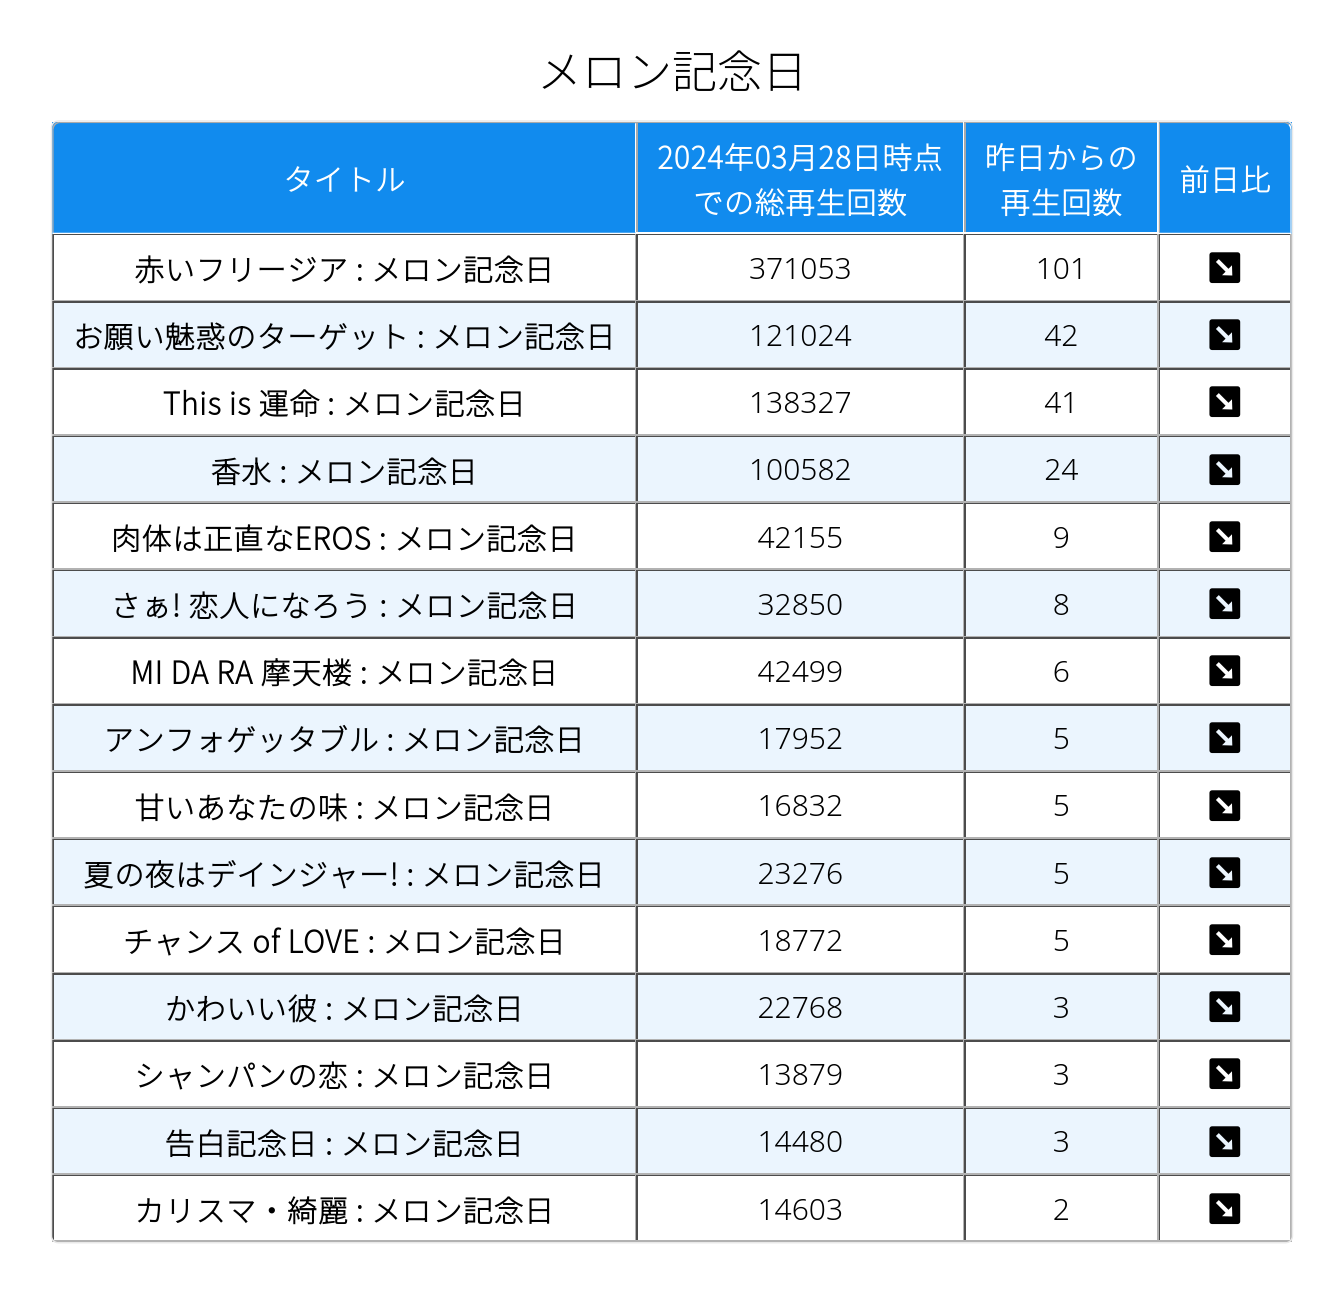 メロン記念日
タイトル 2024年03月28日時点での総再生回数 昨日からの再生回数 前日比
赤いフリージア : メロン記念日 371053 101
お願い魅惑のターゲット : メロン記念日 121024 42
This is 運命 : メロン記念日 138327 41
香水 : メロン記念日 100582 24
肉体は正直なEROS : メロン記念日 42155 9
さぁ! 恋人になろう : メロン記念日 32850 8
MI DA RA 摩天楼 : メロン記念日 42499 6
アンフォゲッタブル : メロン記念日 17952 5
甘いあなたの味 : メロン記念日 16832 5
夏の夜はデインジャー! : メロン記念日 23276 5
チャンス of LOVE : メロン記念日 18772 5
かわいい彼 : メロン記念日 22768 3
シャンパンの恋 : メロン記念日 13879 3
告白記念日 : メロン記念日 14480 3
カリスマ・綺麗 : メロン記念日 14603 2